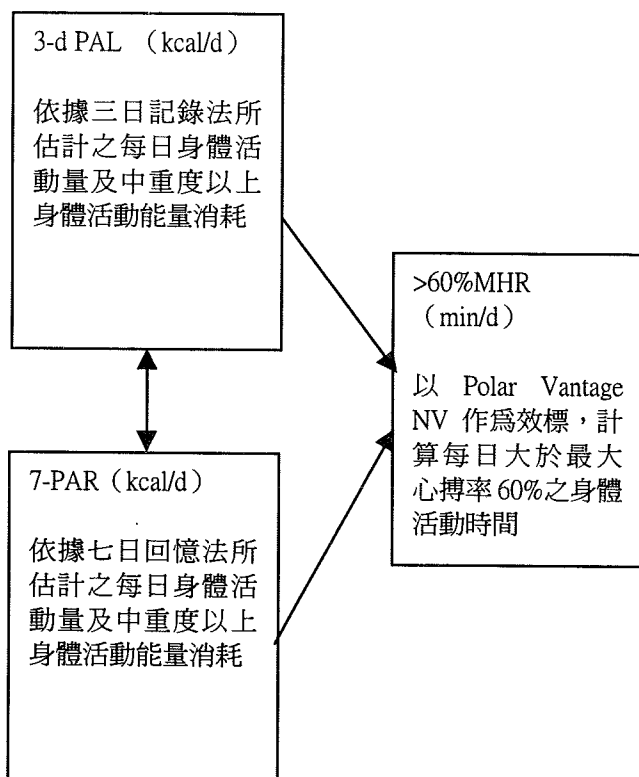 3-d PAL （kcal/d）
依據三日記錄法所
估計之每日身體活
動量及中重度以上
身體活動能量消耗
>60%MHR
（min/d）
以 Polar Vantage
NV 作爲效標，計
算每日大於最大
心搏率 60%之身體
活動時間
7-PAR（kcal/d）
依據七日回憶法所
估計之每日身體活
動量及中重度以上
身體活動能量消耗